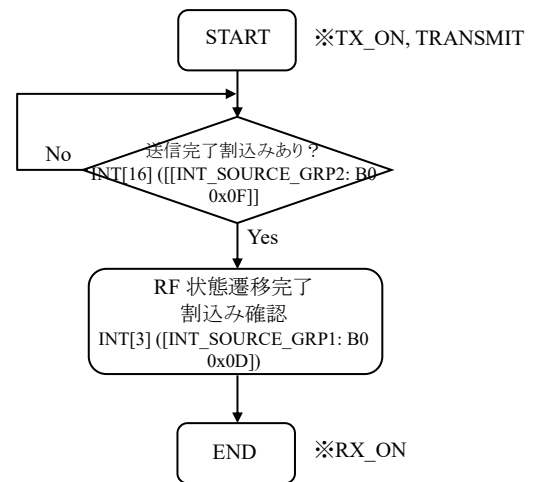 START ※TX_ON, TRANSMIT
送信完了割込みあり？
No
INT[16] ([[INT_SOURCE_GRP2: B0
0x0F]]
Yes
RF 状態遷移完了
割込み確認
INT[3] ([INT_SOURCE_GRP1: B0
0x0D])
END ※RX_ON